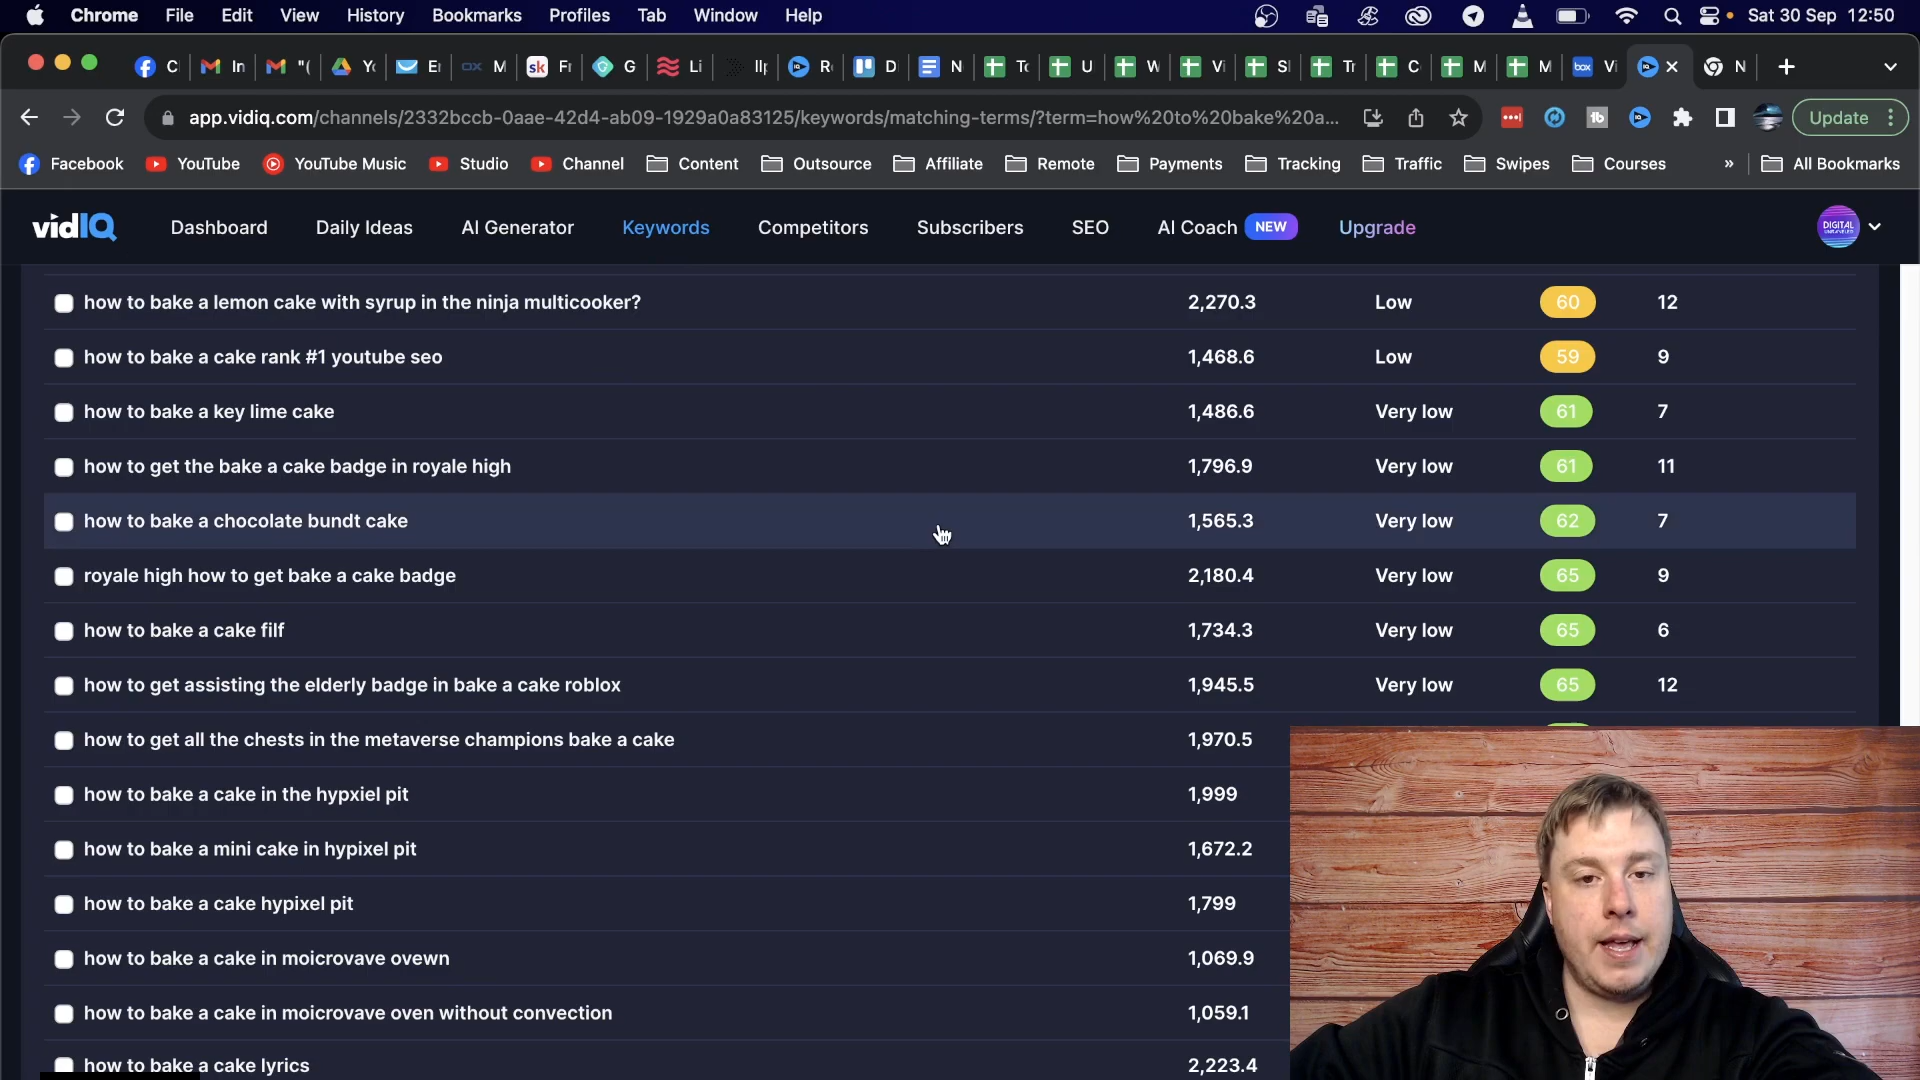 Chrome File Edit View History Bookmarks Profiles Tab Window Help Sat 30 Sep 12:50
app.vidiq.com/channels/2332bccb-0aae-42d4-ab09-1929a0a83125/keywords/matching-terms/?term=how%20to%20bake%20a... Update
Facebook YouTube YouTube Music Studio Channel Content Outsource Affiliate Remote Payments Tracking Traffic Swipes Courses » All Bookmarks
vidIQ Dashboard Daily Ideas AI Generator Keywords Competitors Subscribers SEO AI Coach NEW Upgrade
how to bake a lemon cake with syrup in the ninja multicooker? 2,270.3 Low 60 12
how to bake a cake rank #1 youtube seo 1,468.6 Low 59 9
how to bake a key lime cake 1,486.6 Very low 61 7
how to get the bake a cake badge in royale high 1,796.9 Very low 61 11
how to bake a chocolate bundt cake 1,565.3 Very low 62 7
royale high how to get bake a cake badge 2,180.4 Very low 65 9
how to bake a cake filf 1,734.3 Very low 65 6
how to get assisting the elderly badge in bake a cake roblox 1,945.5 Very low 65 12
how to get all the chests in the metaverse champions bake a cake 1,970.5
how to bake a cake in the hypxiel pit 1,999
how to bake a mini cake in hypixel pit 1,672.2
how to bake a cake hypixel pit 1,799
how to bake a cake in moicrovave ovewn 1,069.9
how to bake a cake in moicrovave oven without convection 1,059.1
how to bake a cake lyrics 2,223.4